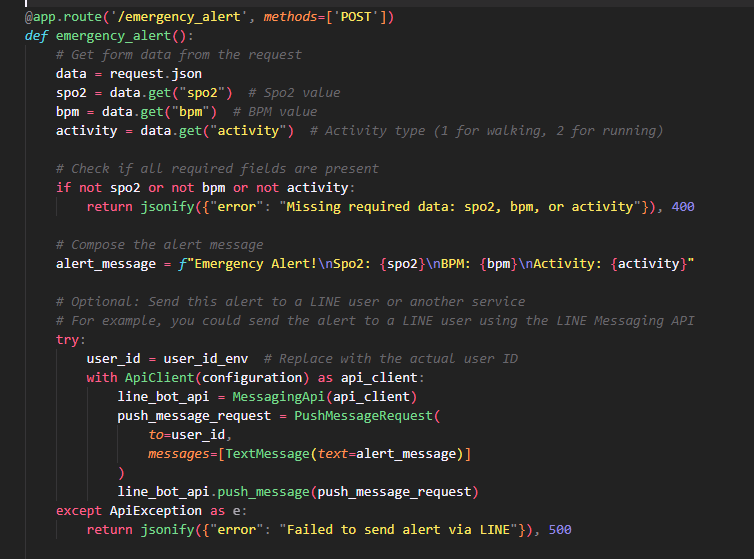 @app.route('/emergency_alert', methods=['POST'])
def emergency_alert():
    # Get form data from the request
    data = request.json
    spo2 = data.get("spo2")  # Spo2 value
    bpm = data.get("bpm")  # BPM value
    activity = data.get("activity")  # Activity type (1 for walking, 2 for running)

    # Check if all required fields are present
    if not spo2 or not bpm or not activity:
        return jsonify({"error": "Missing required data: spo2, bpm, or activity"}), 400

    # Compose the alert message
    alert_message = f"Emergency Alert!\nSpo2: {spo2}\nBPM: {bpm}\nActivity: {activity}"

    # Optional: Send this alert to a LINE user or another service
    # For example, you could send the alert to a LINE user using the LINE Messaging API
    try:
        user_id = user_id_env  # Replace with the actual user ID
        with ApiClient(configuration) as api_client:
            line_bot_api = MessagingApi(api_client)
            push_message_request = PushMessageRequest(
                to=user_id,
                messages=[TextMessage(text=alert_message)]
            )
            line_bot_api.push_message(push_message_request)
    except ApiException as e:
        return jsonify({"error": "Failed to send alert via LINE"}), 500